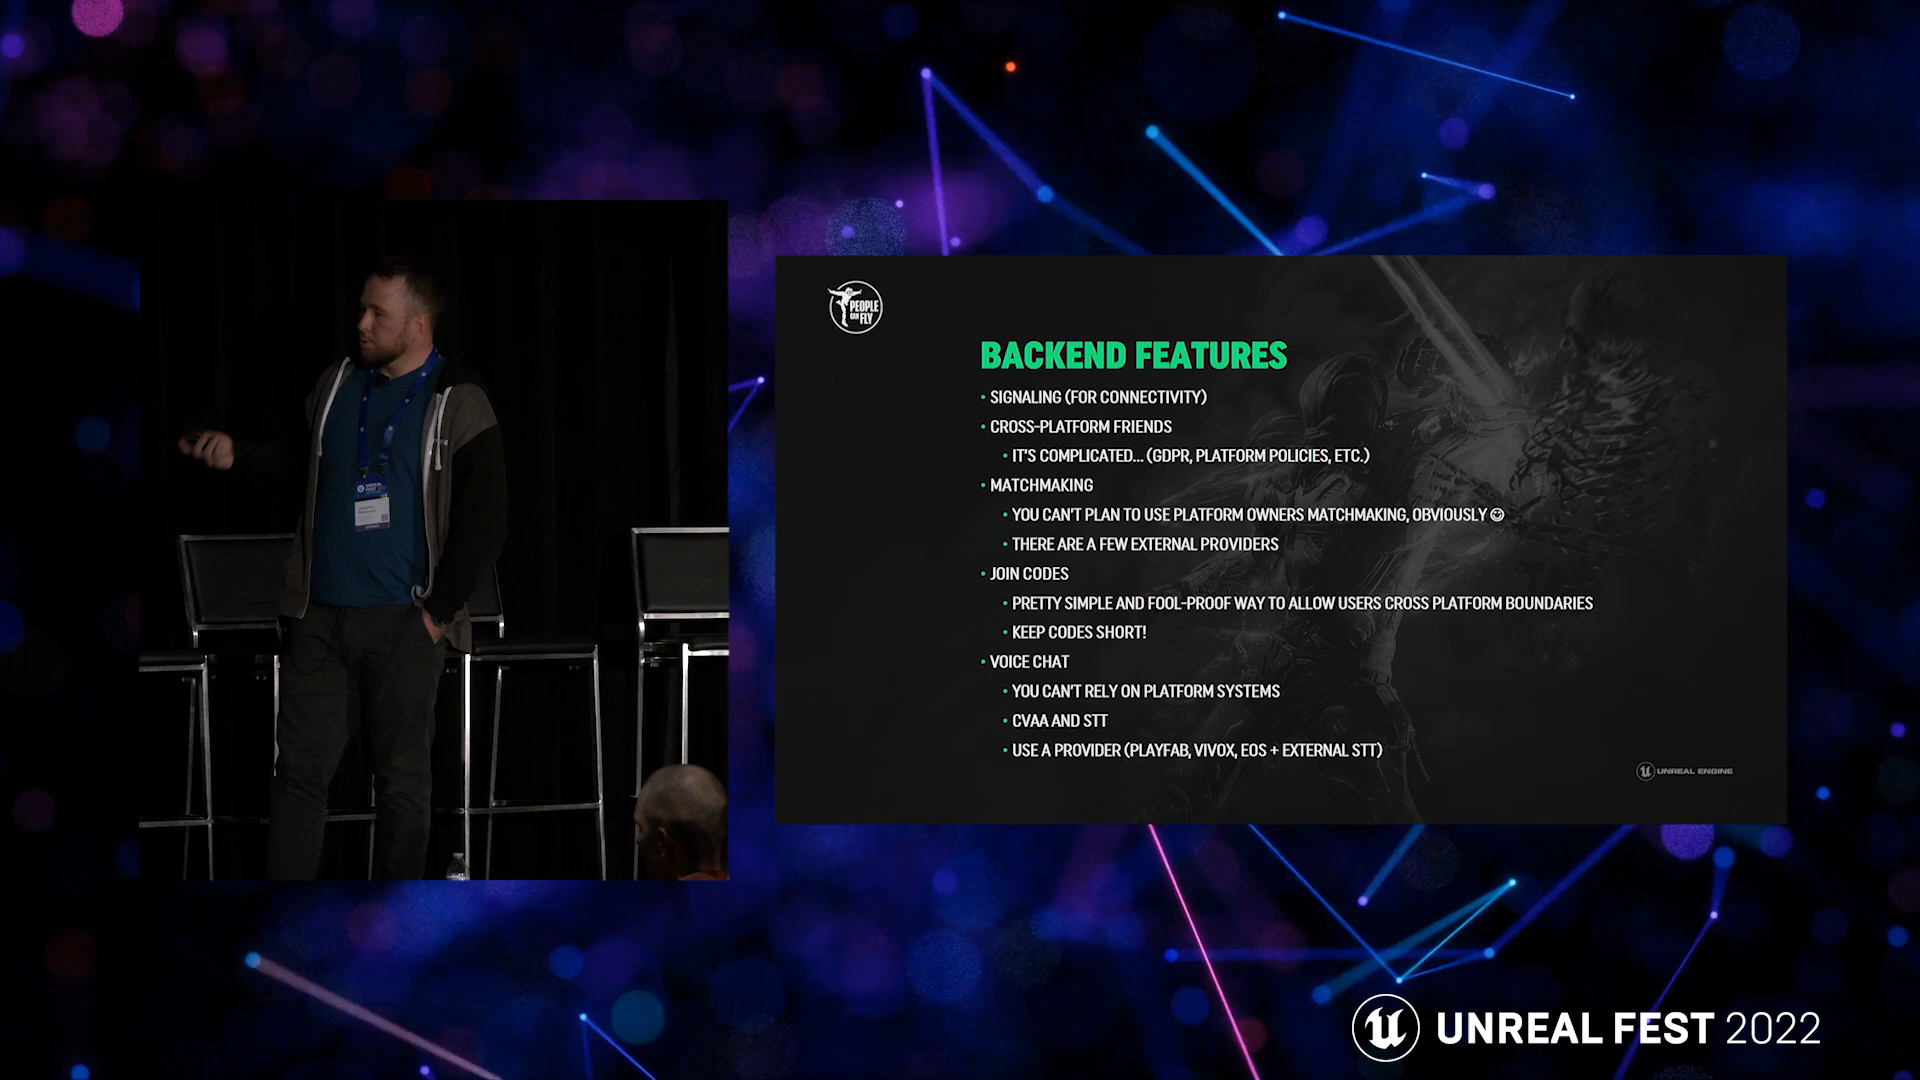 PEOPLE
CAN
FLY
BACKEND FEATURES
• SIGNALING (FOR CONNECTIVITY)
• CROSS-PLATFORM FRIENDS
• IT'S COMPLICATED... (GDPR, PLATFORM POLICIES, ETC.)
• MATCHMAKING
• YOU CAN'T PLAN TO USE PLATFORM OWNERS MATCHMAKING, OBVIOUSLY ☺
• THERE ARE A FEW EXTERNAL PROVIDERS
• JOIN CODES
• PRETTY SIMPLE AND FOOL-PROOF WAY TO ALLOW USERS CROSS PLATFORM BOUNDARIES
• KEEP CODES SHORT!
• VOICE CHAT
• YOU CAN'T RELY ON PLATFORM SYSTEMS
• CVAA AND STT
• USE A PROVIDER (PLAYFAB, VIVOX, EOS + EXTERNAL STT)
UNREAL ENGINE
UNREAL FEST 2022